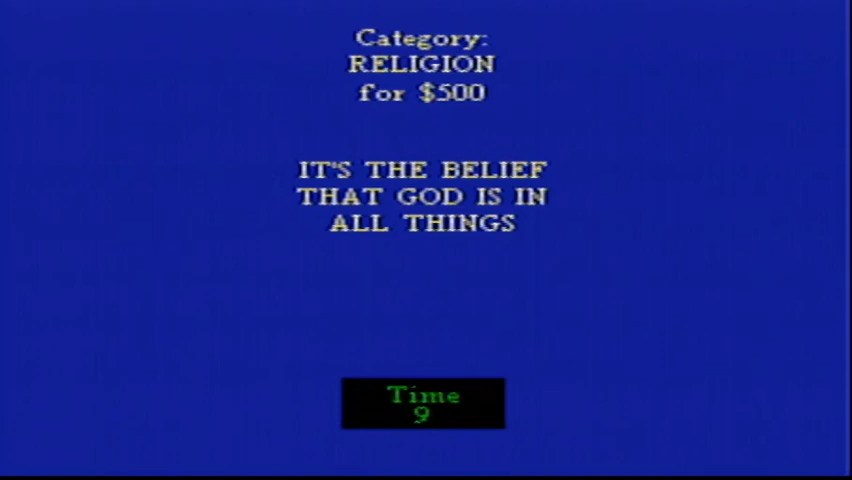 Category:
RELIGION
for $500
IT'S THE BELIEF
THAT GOD IS IN
ALL THINGS
Time
9